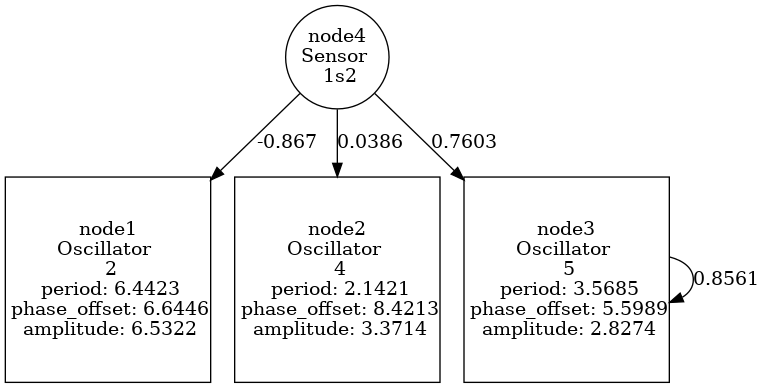 node4
Sensor
1s2
-0.867
0.0386
0.7603
node1
Oscillator
2
period: 6.4423
phase_offset: 6.6446
amplitude: 6.5322
node2
Oscillator
4
period: 2.1421
phase_offset: 8.4213
amplitude: 3.3714
node3
Oscillator
5
period: 3.5685
phase_offset: 5.5989
amplitude: 2.8274
0.8561